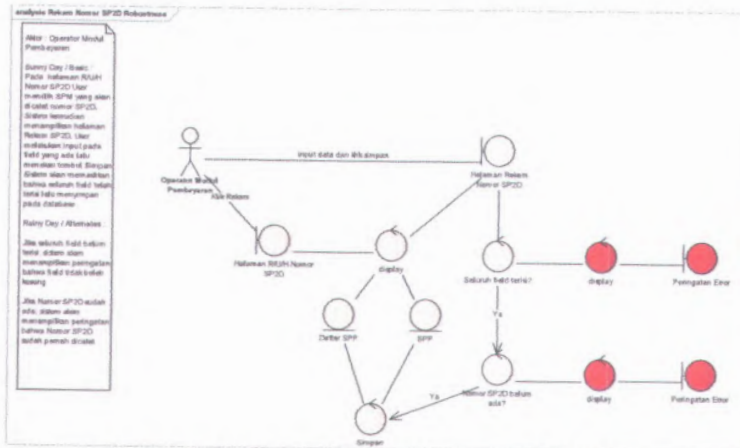 analysis Rekam Nomor SP2D Robustness
Aktor : Operator Modul
Pembayaran
Sunny Day / Basic :
Pada halaman R/U/H
Nomor SP2D User
memilih SPM yang akan
di catat nomor SP2D.
Sistem kemudian
menampilkan halaman
Rekam SP2D. User
melakukan input pada
field yang ada lalu
menekan tombol Simpan
Sistem akan memastikan
bahwa seluruh field telah
terisi lalu menyimpan
pada database
Rainy Day / Alternates :
Jika seluruh field belum
terisi sistem akan
menampilkan peringatan
bahwa field tidak boleh
kosong
Jika Nomor SP2D sudah
ada, sistem akan
menampilkan peringatan
bahwa Nomor SP2D
sudah pernah dicatat
Operator Modul
Pembayaran
Input data dan klik simpan
Halaman Rekam
Nomor SP2D
Klik Rekam
Halaman R/U/H Nomor
SP2D
display
Seluruh field terisi?
display
Peringatan Error
Ya
Daftar SPP
SPP
Nomor SP2D belum
ada?
display
Peringatan Error
Ya
Simpan